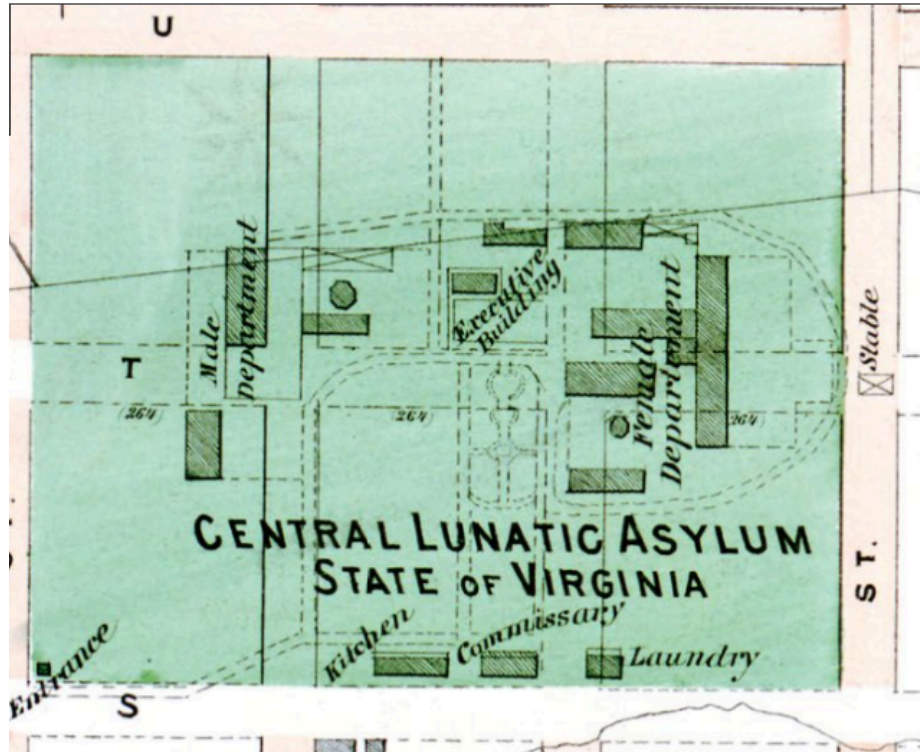 U
Male
Department
Executive
Building
Female
Department
Stable
T
(264)
(264)
264)
CENTRAL LUNATIC ASYLUM
STATE OF VIRGINIA
ST.
Entrance
Kitchen
Commissary
Laundry
S